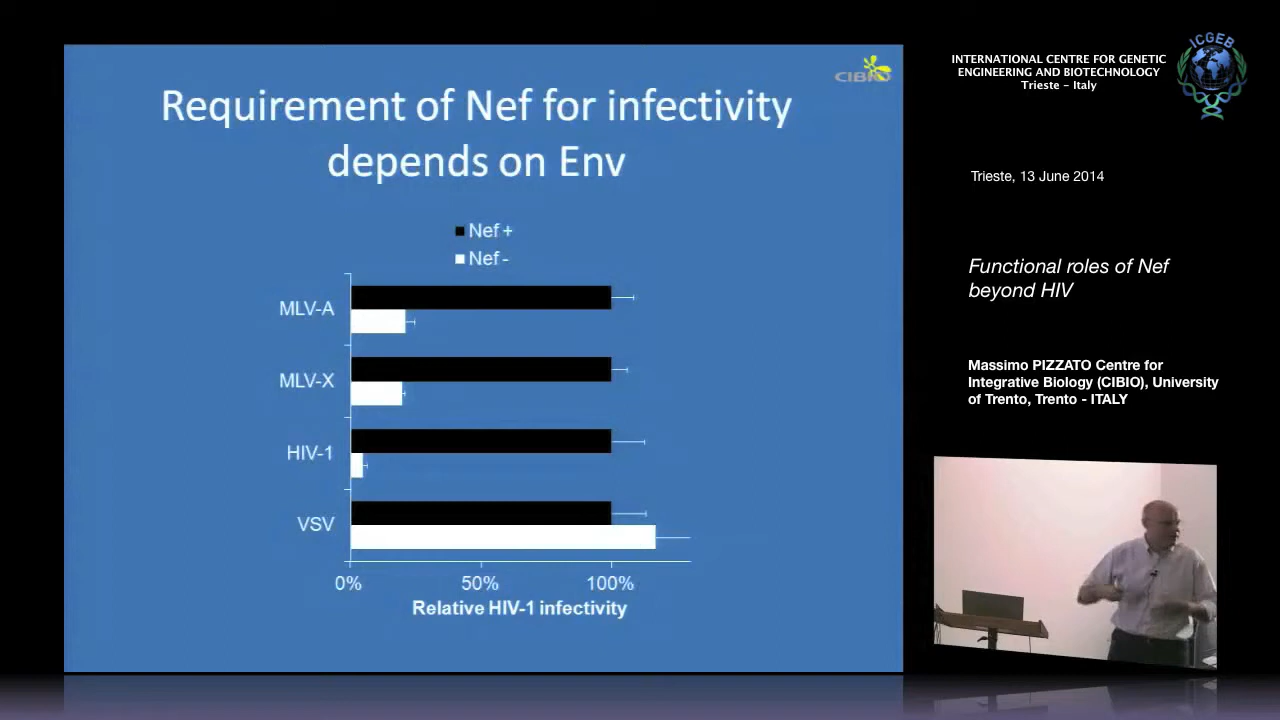 CIBIO
Requirement of Nef for infectivity
depends on Env
Nef +
Nef -
MLV-A
MLV-X
HIV-1
VSV
0%
50%
100%
Relative HIV-1 infectivity
INTERNATIONAL CENTRE FOR GENETIC
ENGINEERING AND BIOTECHNOLOGY
Trieste - Italy
ICGEB
Trieste, 13 June 2014
Functional roles of Nef
beyond HIV
Massimo PIZZATO Centre for
Integrative Biology (CIBIO), University
of Trento, Trento - ITALY